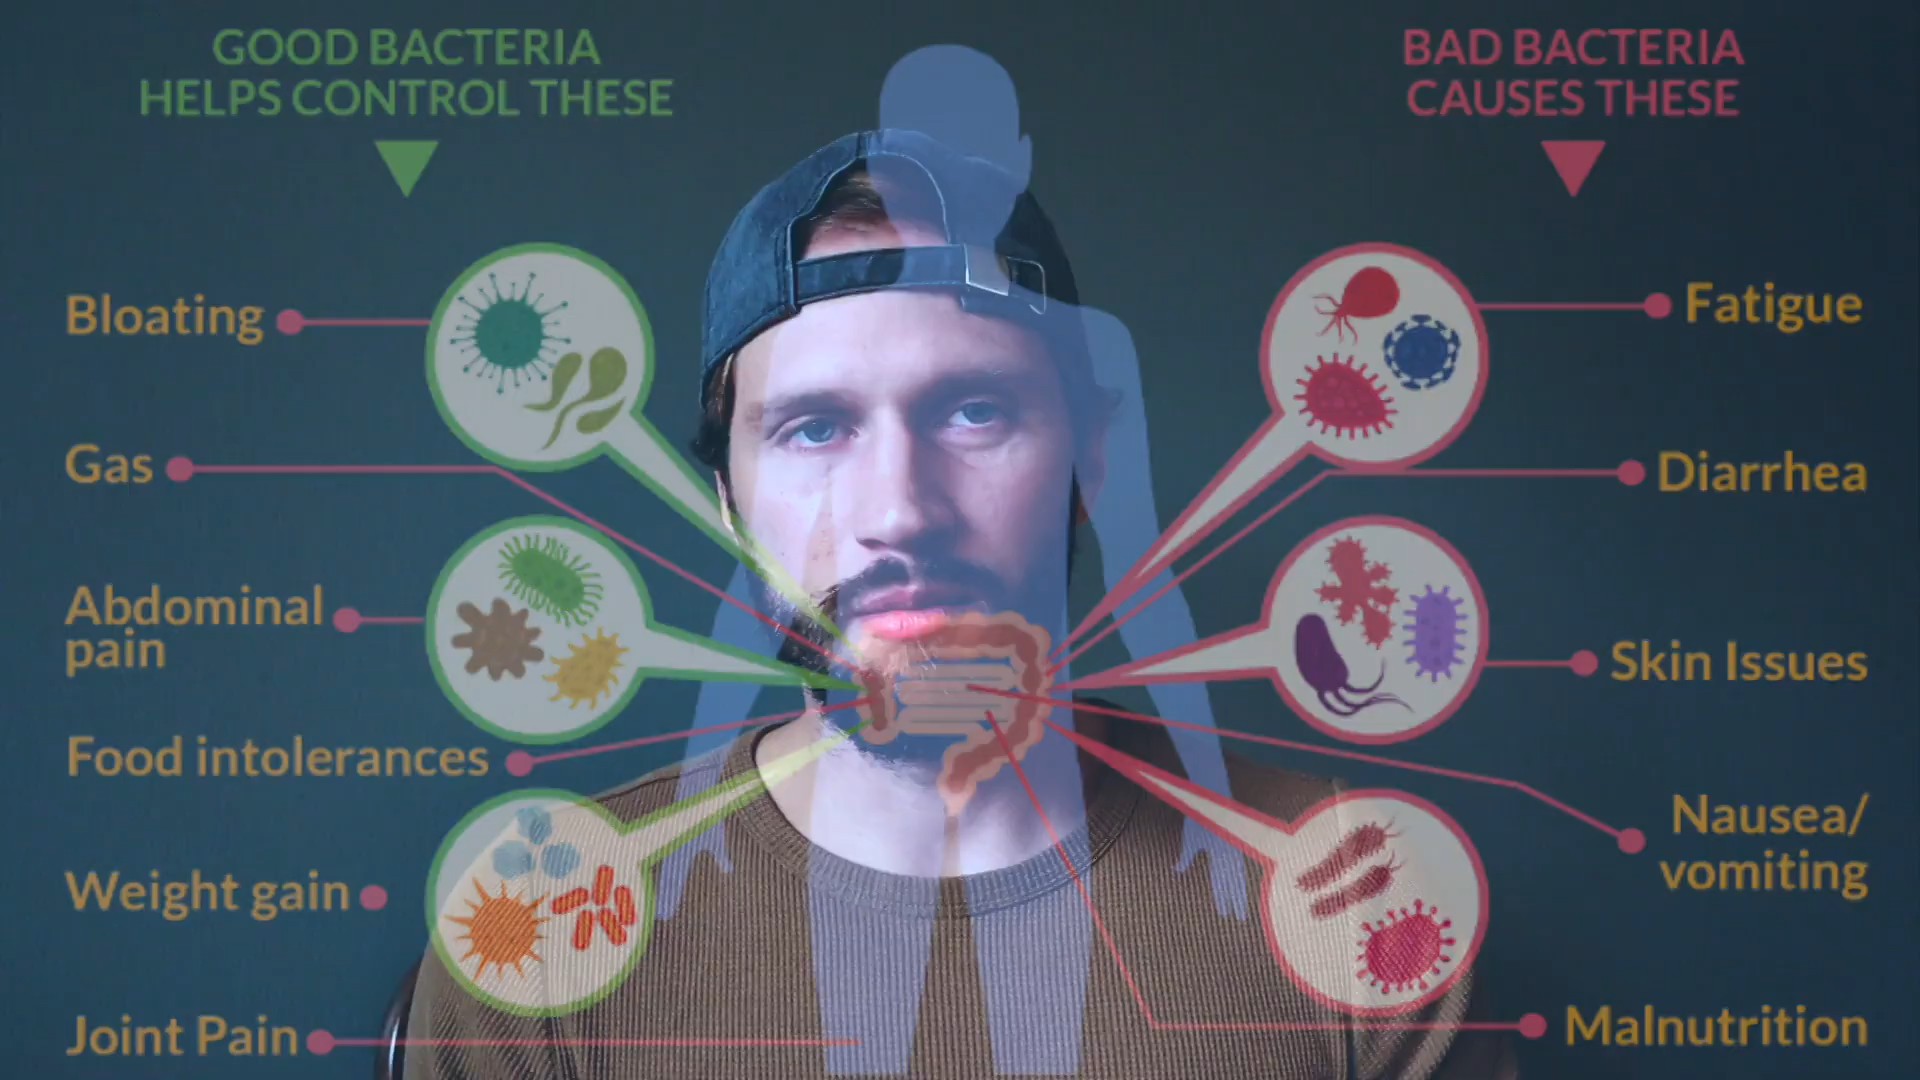 GOOD BACTERIA
HELPS CONTROL THESE
Bloating
Gas
Abdominal
pain
Food intolerances
Weight gain
Joint Pain
BAD BACTERIA
CAUSES THESE
Fatigue
Diarrhea
Skin Issues
Nausea/
vomiting
Malnutrition